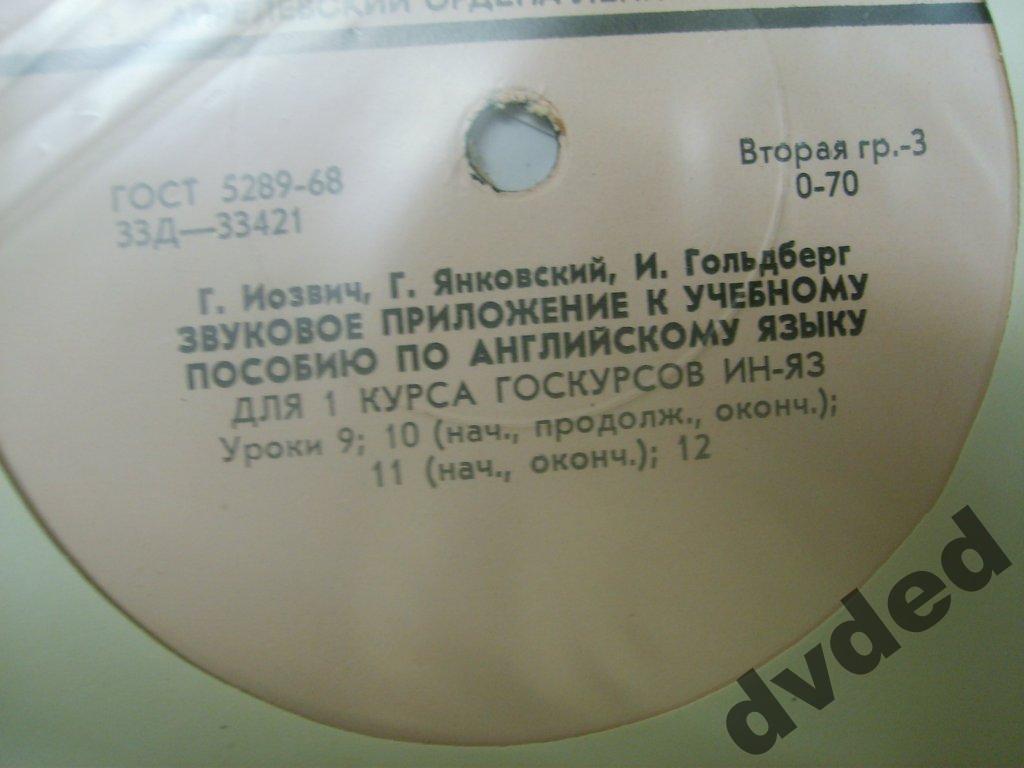 ОРДЕНА
ГОСТ 5289-68
33Д—33421
Вторая гр.-3
0-70
Г. Иозвич, Г. Янковский, И. Гольдберг
ЗВУКОВОЕ ПРИЛОЖЕНИЕ К УЧЕБНОМУ
ПОСОБИЮ ПО АНГЛИЙСКОМУ ЯЗЫКУ
ДЛЯ 1 КУРСА ГОСКУРСОВ ИН-ЯЗ
Уроки 9; 10 (нач., продолж., оконч.);
11 (нач., оконч.); 12
dvded